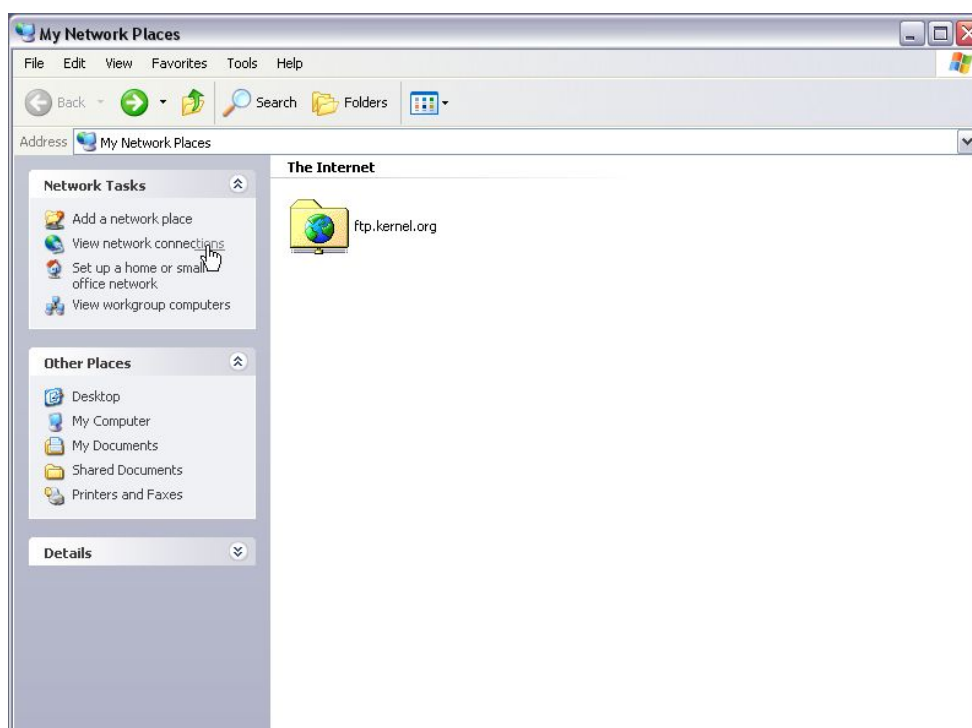 My Network Places
File Edit View Favorites Tools Help
Back Search Folders
Address My Network Places
Network Tasks
Add a network place
View network connections
Set up a home or small
office network
View workgroup computers
Other Places
Desktop
My Computer
My Documents
Shared Documents
Printers and Faxes
Details
The Internet
ftp.kernel.org